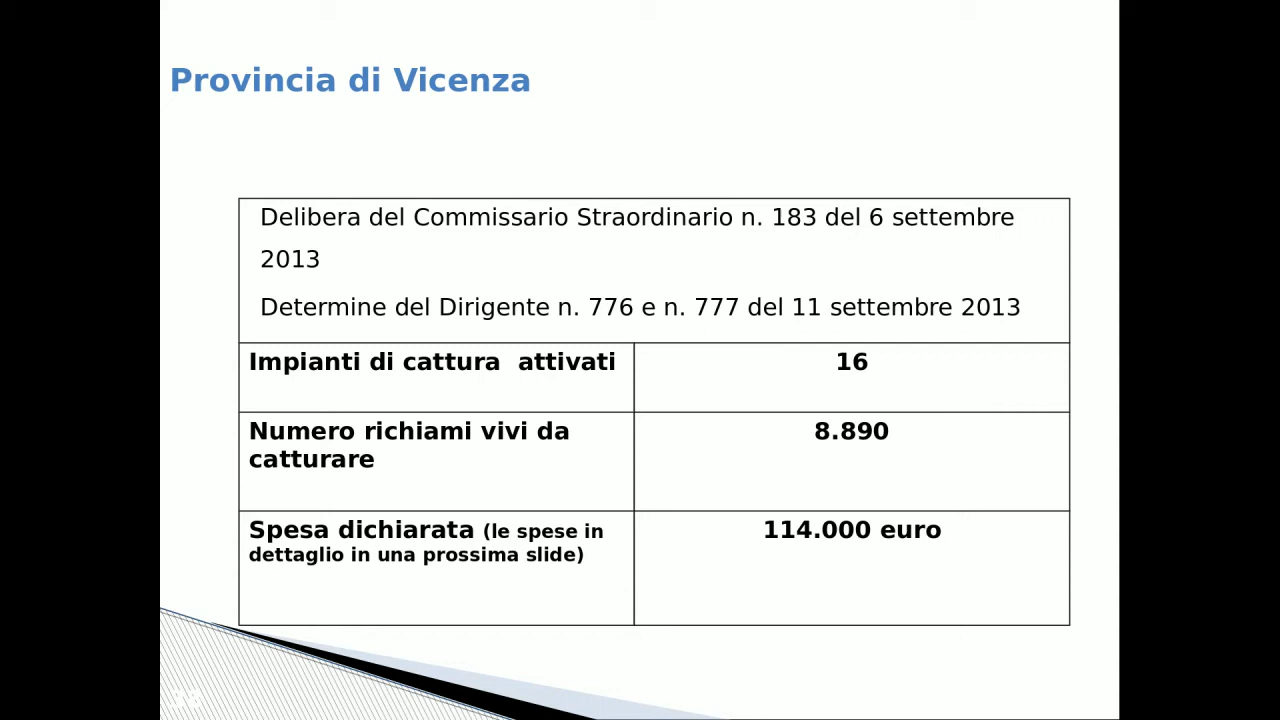 Provincia di Vicenza
Delibera del Commissario Straordinario n. 183 del 6 settembre
2013
Determine del Dirigente n. 776 e n. 777 del 11 settembre 2013
Impianti di cattura  attivati
16
Numero richiami vivi da
catturare
8.890
Spesa dichiarata (le spese in
dettaglio in una prossima slide)
114.000 euro